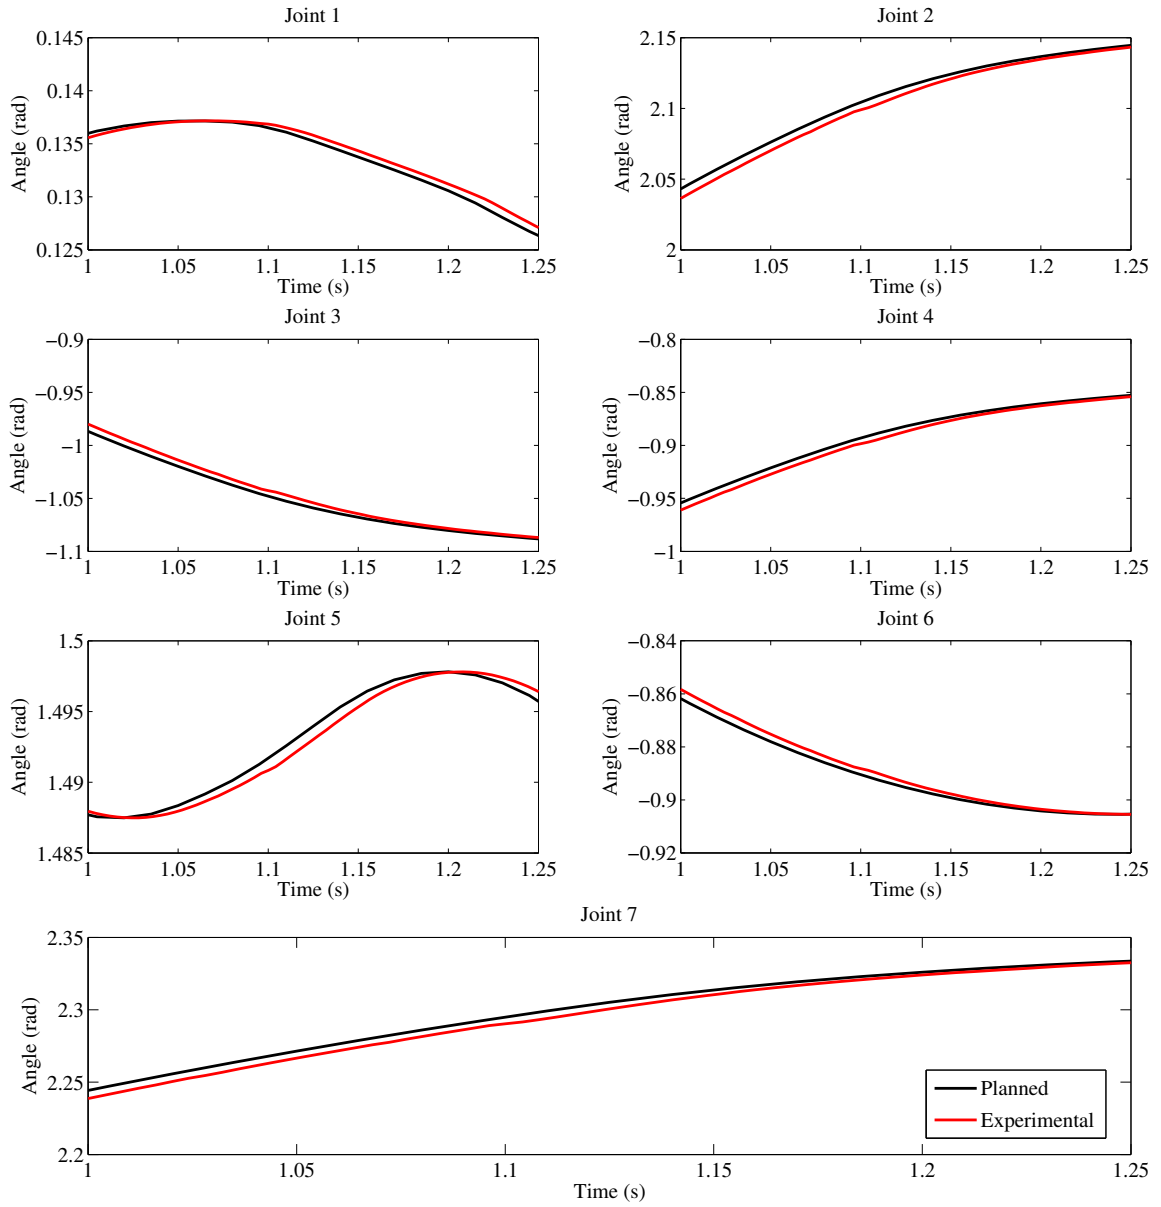 Joint 1
0.145
0.14
0.135
0.13
0.125
Angle (rad)
1 1.05 1.1 1.15 1.2 1.25
Time (s)
Joint 2
2.15
2.1
2.05
2
Angle (rad)
1 1.05 1.1 1.15 1.2 1.25
Time (s)
Joint 3
−0.9
−0.95
−1
−1.05
−1.1
Angle (rad)
1 1.05 1.1 1.15 1.2 1.25
Time (s)
Joint 4
−0.8
−0.85
−0.9
−0.95
−1
Angle (rad)
1 1.05 1.1 1.15 1.2 1.25
Time (s)
Joint 5
1.5
1.495
1.49
1.485
Angle (rad)
1 1.05 1.1 1.15 1.2 1.25
Time (s)
Joint 6
−0.84
−0.86
−0.88
−0.9
−0.92
Angle (rad)
1 1.05 1.1 1.15 1.2 1.25
Time (s)
Joint 7
2.35
2.3
2.25
2.2
Angle (rad)
1 1.05 1.1 1.15 1.2 1.25
Time (s)
Planned
Experimental